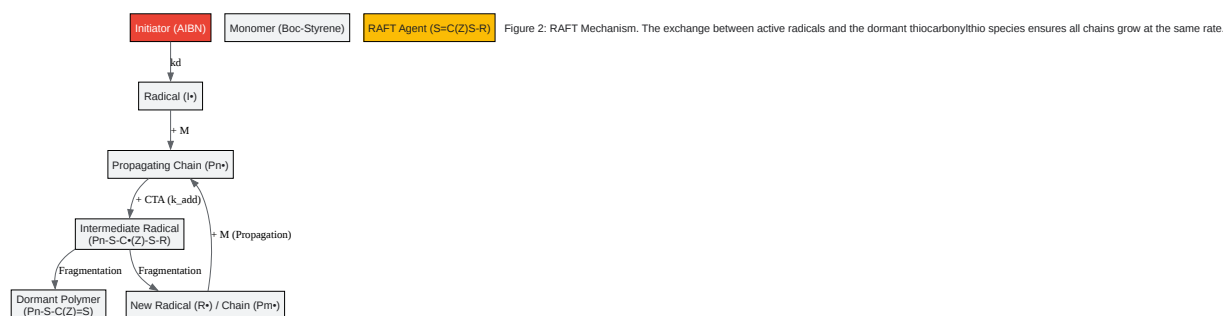 Initiator (AIBN)
Monomer (Boc-Styrene)
RAFT Agent (S=C(Z)S-R)
Figure 2: RAFT Mechanism. The exchange between active radicals and the dormant thiocarbonylthio species ensures all chains grow at the same rate.
kd
Radical (I•)
+ M
Propagating Chain (Pn•)
+ CTA (k_add)
Intermediate Radical
(Pn-S-C•(Z)-S-R)
+ M (Propagation)
Fragmentation
Fragmentation
Dormant Polymer
(Pn-S-C(Z)=S)
New Radical (R•) / Chain (Pm•)